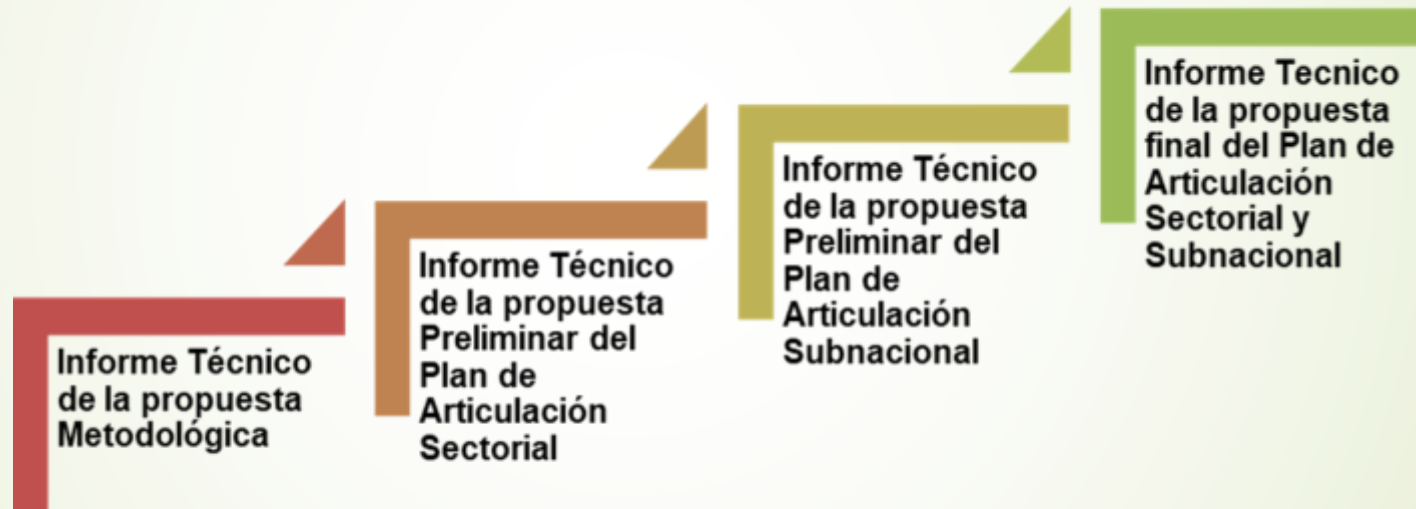 Informe Técnico
de la propuesta
Metodológica
Informe Técnico
de la propuesta
Preliminar del
Plan de
Articulación
Sectorial
Informe Técnico
de la propuesta
Preliminar del
Plan de
Articulación
Subnacional
Informe Tecnico
de la propuesta
final del Plan de
Articulación
Sectorial y
Subnacional